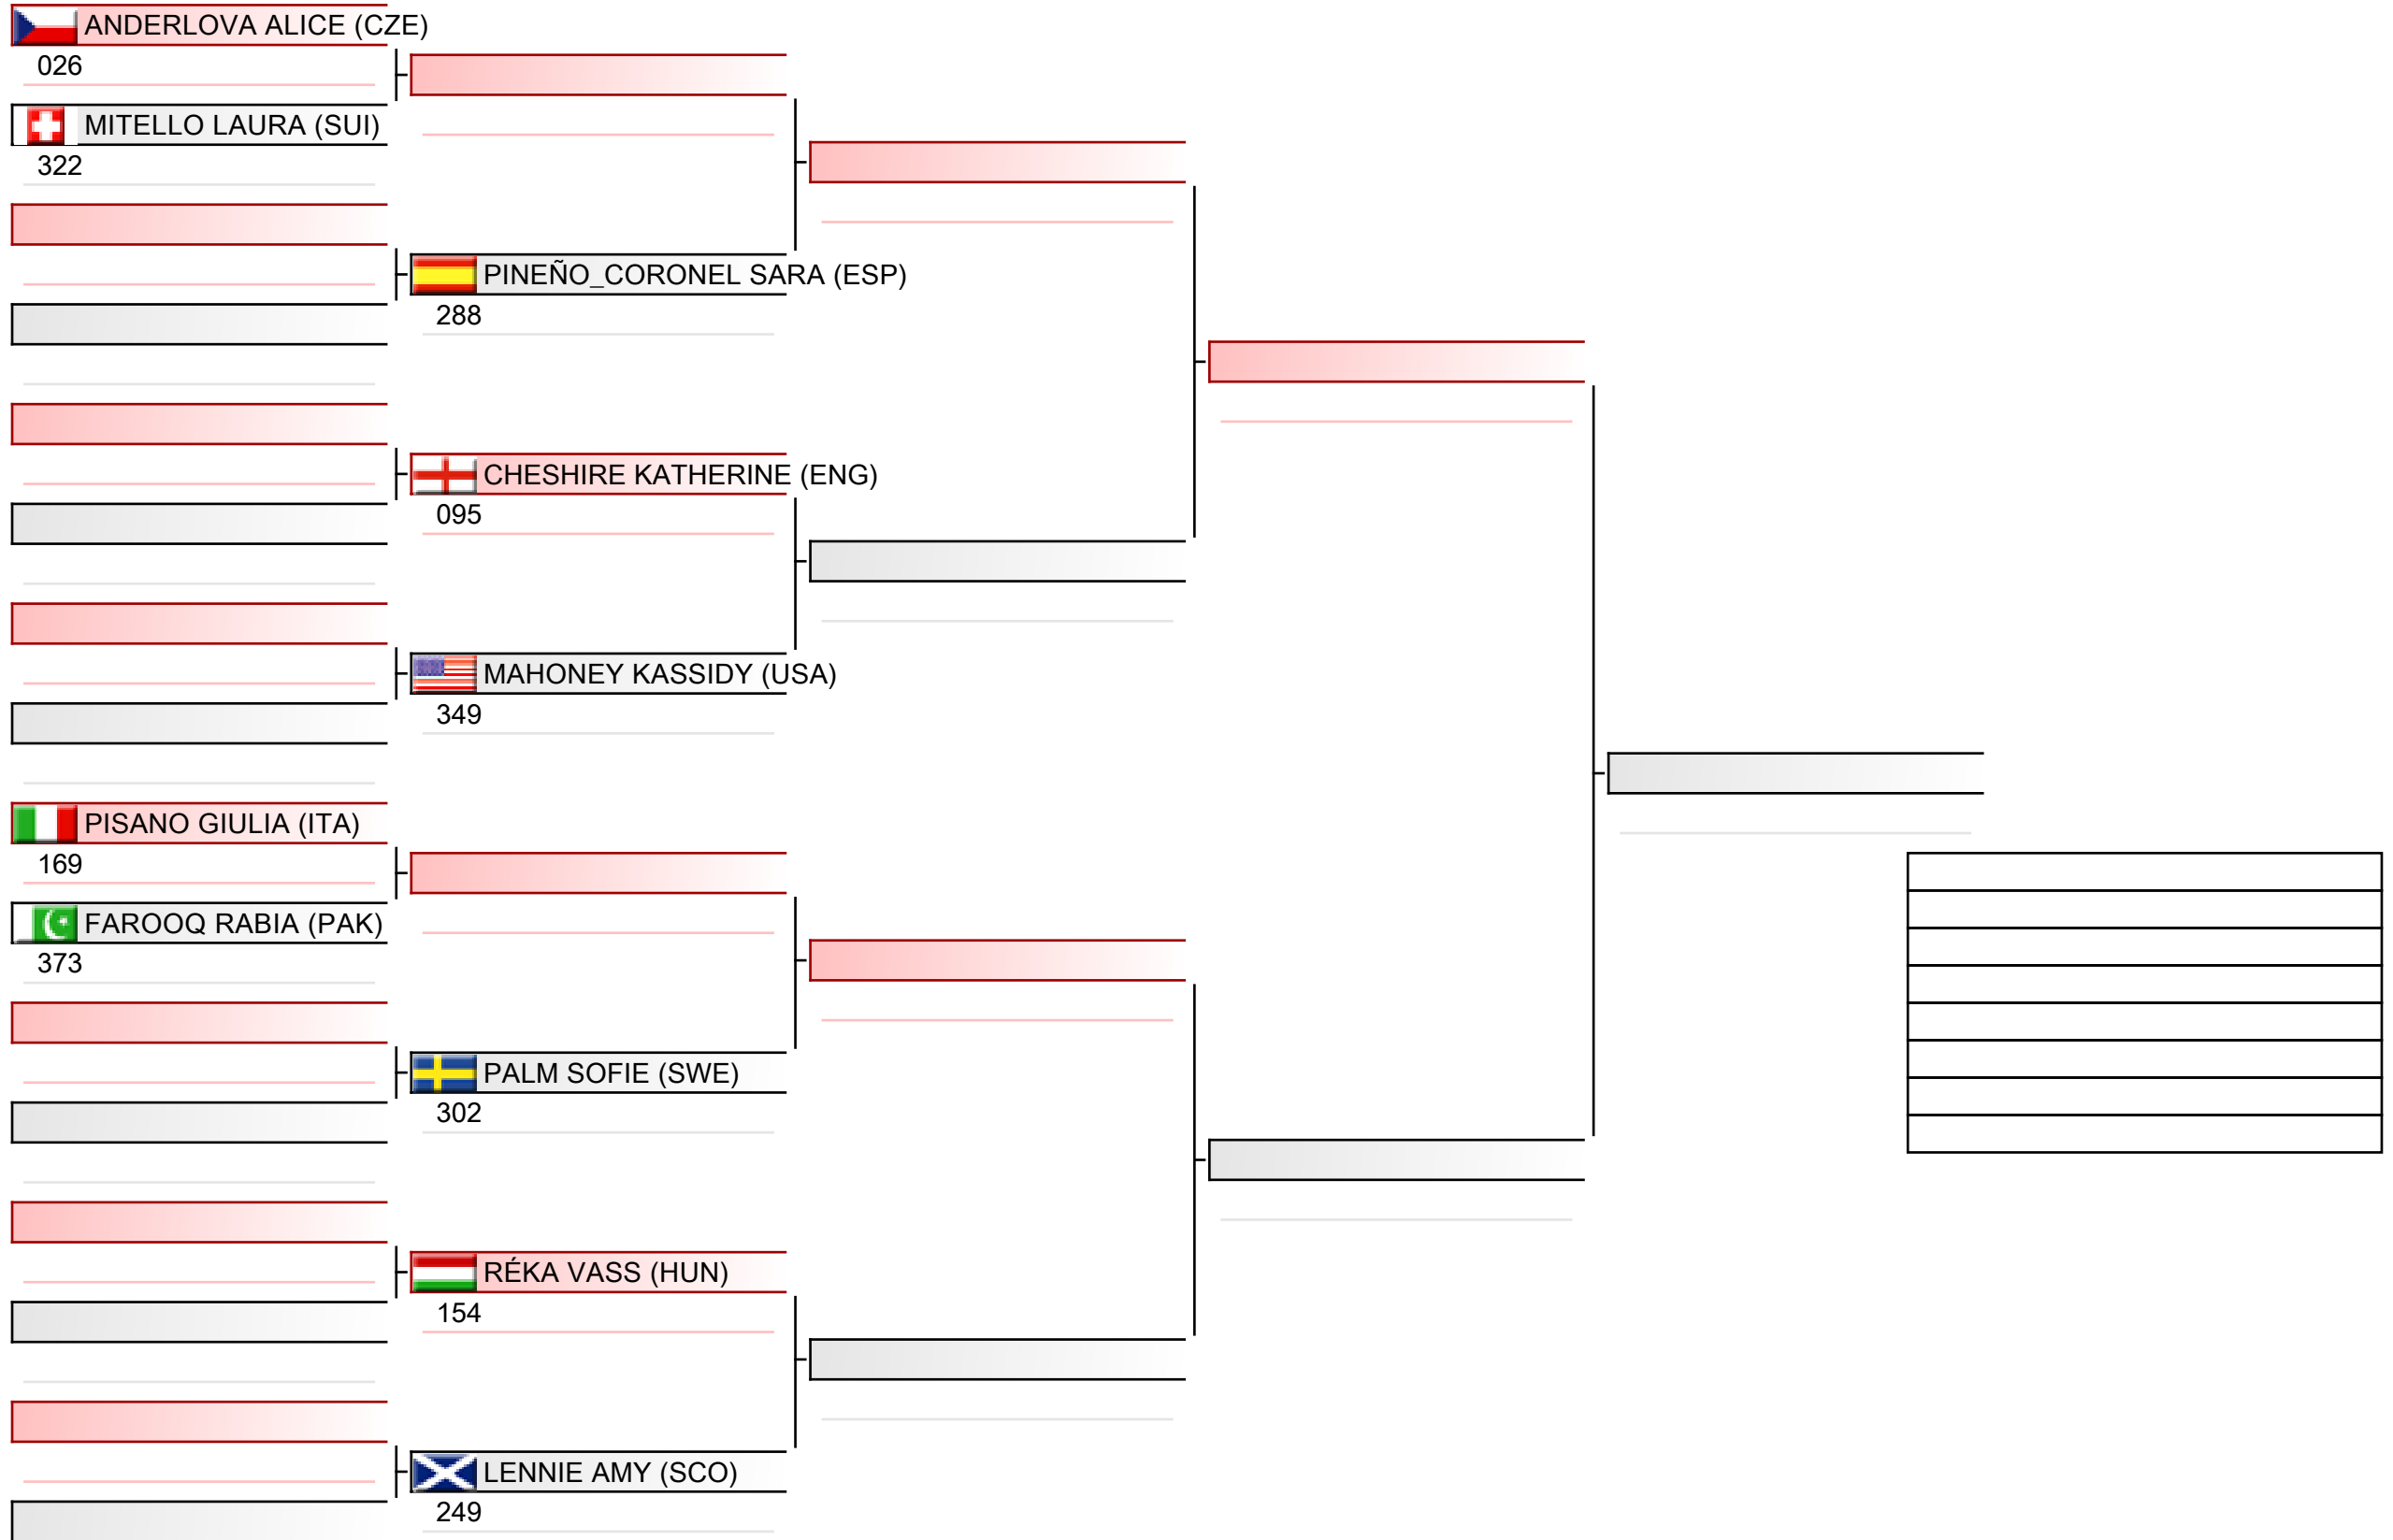 ANDERLOVA ALICE (CZE)
026
MITELLO LAURA (SUI)
322
PINEÑO_CORONEL SARA (ESP)
288
CHESHIRE KATHERINE (ENG)
095
MAHONEY KASSIDY (USA)
349
PISANO GIULIA (ITA)
169
FAROOQ RABIA (PAK)
373
PALM SOFIE (SWE)
302
RÉKA VASS (HUN)
154
LENNIE AMY (SCO)
249